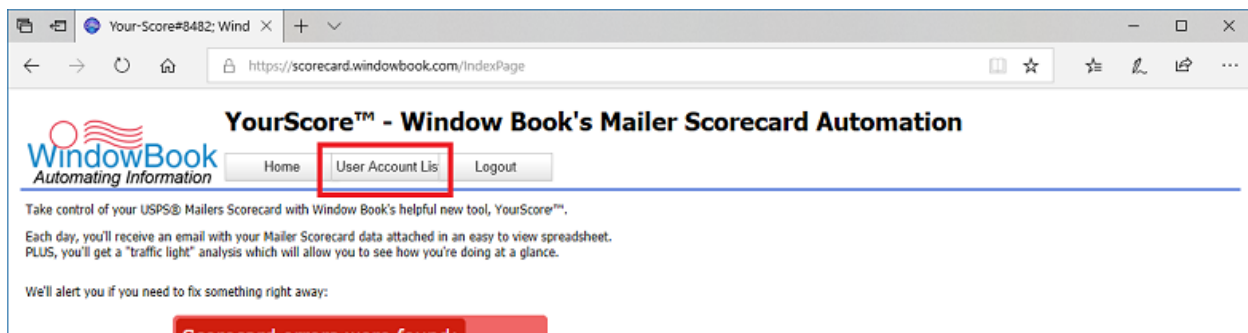 Your-Score#8482; Wind
https://scorecard.windowbook.com/IndexPage
YourScore™ - Window Book's Mailer Scorecard Automation
WindowBook
Automating Information
Home User Account Lis Logout
Take control of your USPS® Mailers Scorecard with Window Book's helpful new tool, YourScore™.
Each day, you'll receive an email with your Mailer Scorecard data attached in an easy to view spreadsheet.
PLUS, you'll get a "traffic light" analysis which will allow you to see how you're doing at a glance.
We'll alert you if you need to fix something right away:
Scorecard errors were found: